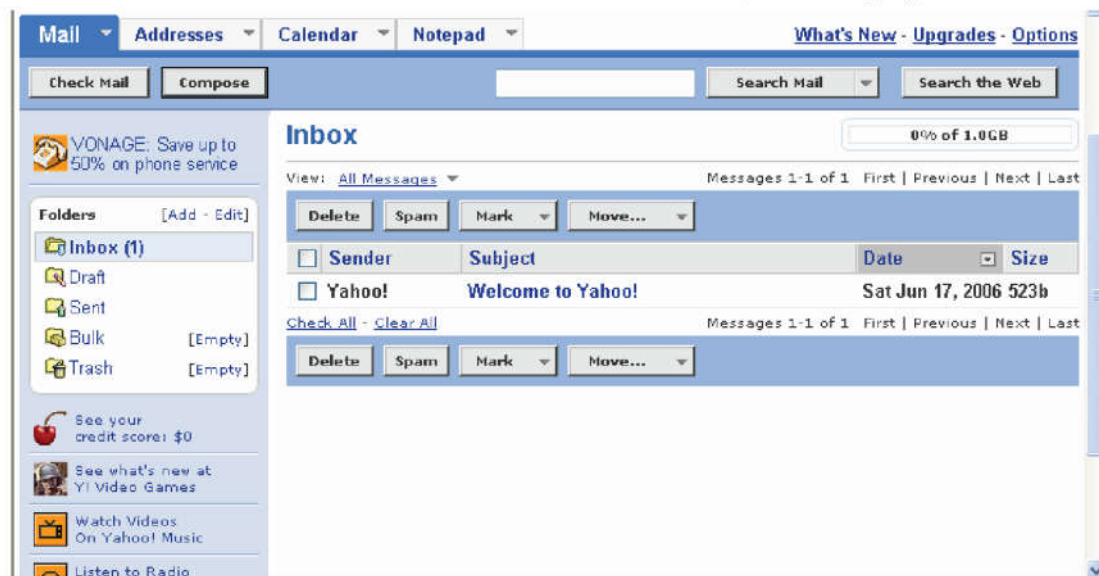 Mail Addresses Calendar Notepad What's New - Upgrades - Options
Check Mail Compose Search Mail Search the Web
VONAGE: Save up to
50% on phone service
Folders [Add - Edit]
Inbox (1)
Draft
Sent
Bulk [Empty]
Trash [Empty]
See your
credit score: $0
See what's new at
Y! Video Games
Watch Videos
On Yahoo! Music
Listen to Radio
Inbox 0% of 1.0GB
View: All Messages Messages 1-1 of 1 First | Previous | Next | Last
Delete Spam Mark Move...
Sender Subject Date Size
Yahoo! Welcome to Yahoo! Sat Jun 17, 2006 523b
Check All - Clear All Messages 1-1 of 1 First | Previous | Next | Last
Delete Spam Mark Move...